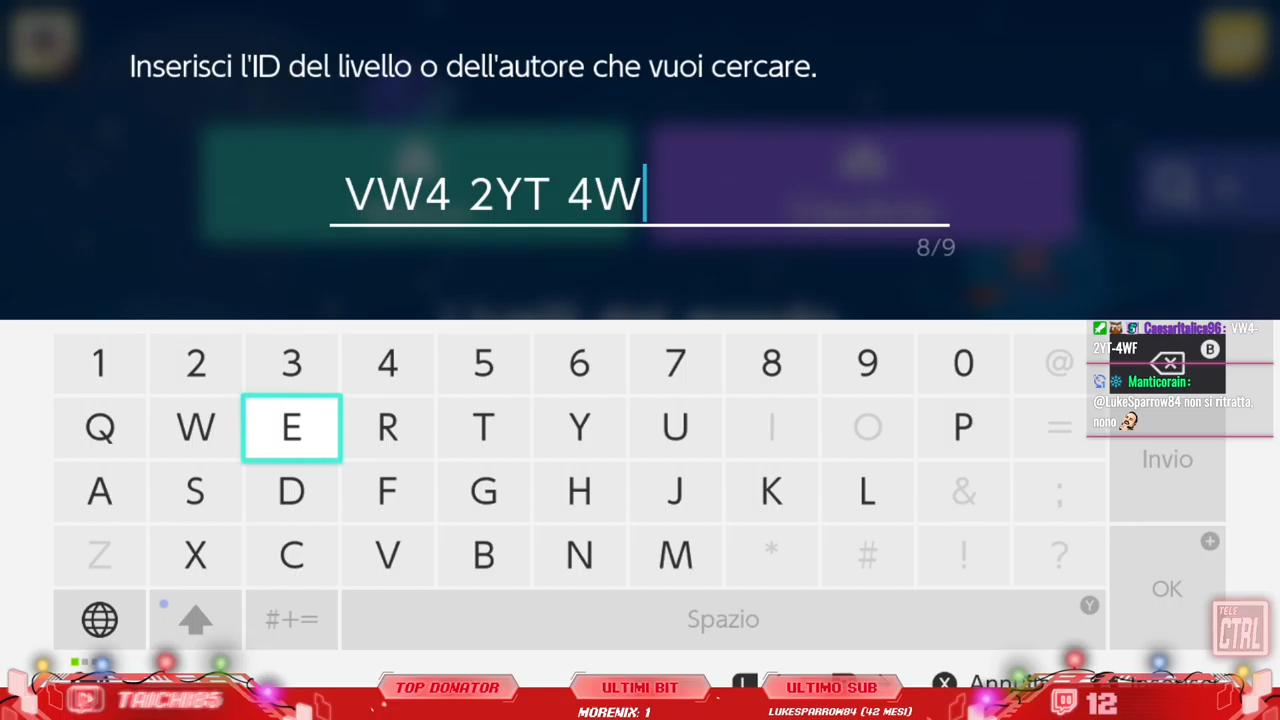 Inserisci l'ID del livello o dell'autore che vuoi cercare.
VW4 2YT 4W
8/9
1 2 3 4 5 6 7 8 9 0 @
Q W E R T Y U I O P =
A S D F G H J K L & ;
Z X C V B N M * # ! ?
#+= Spazio Y
B
Invio
+
OK
CaesarItalica96: VW4-
2YT-4WF
Manticorain:
@LukeSparrow84 non si ritratta,
nono
TELE
CTRL
L
X
TAICHI85
TOP DONATOR
ULTIMI BIT
MORENIX: 1
ULTIMO SUB
LUKESPARROW84 (42 MESI)
12